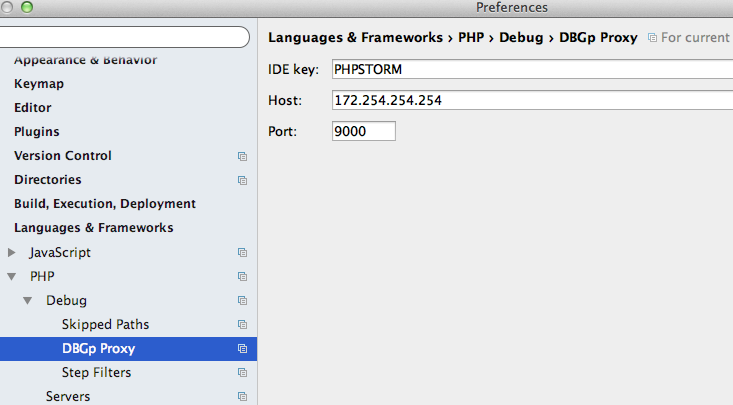 Preferences
Appearance & Behavior
Keymap
Editor
Plugins
Version Control
Directories
Build, Execution, Deployment
Languages & Frameworks
JavaScript
PHP
Debug
Skipped Paths
DBGp Proxy
Step Filters
Servers
Languages & Frameworks › PHP › Debug › DBGp Proxy For current
IDE key: PHPSTORM
Host: 172.254.254.254
Port: 9000